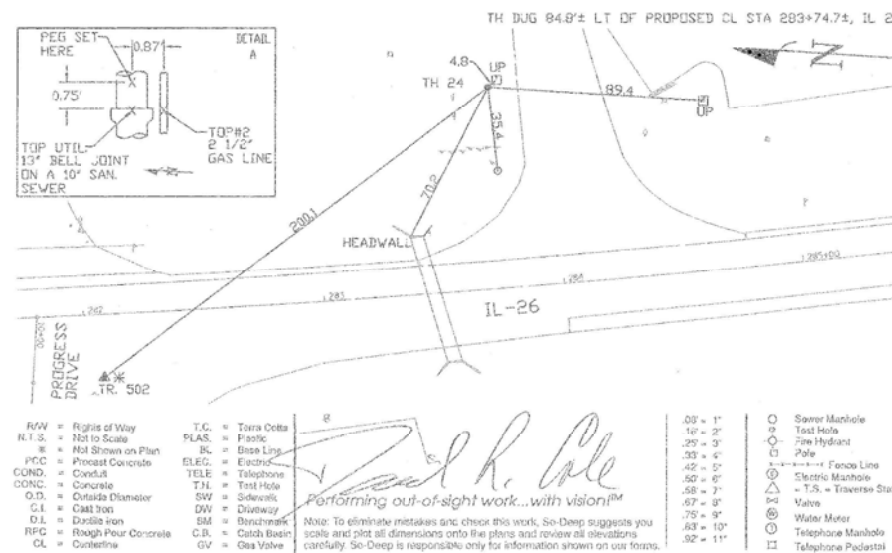 TH DUG 84.8'± LT OF PROPOSED CL STA 283+74.7±, IL 2
PEG SET
HERE
0.87'
DETAIL
A
0.75'
TOP UTIL.
13" BELL JOINT
ON A 10" SAN.
SEWER
TOP#2
2 1/2"
GAS LINE
4.8
UP
TH 24
89.4
UP
35.4
70.2
200.1
HEADWALL
282
283
284
285+00
IL-26
PROGRESS
DRIVE
TR. 502
R/W = Rights of Way
N.T.S. = Not to Scale
= Not Shown on Plan
PCC = Precast Concrete
COND. = Conduit
CONC. = Concrete
O.D. = Outside Diameter
C.I. = Cast Iron
D.I. = Ductile Iron
RPC = Rough Pour Concrete
CL = Centerline
T.C. = Terra Cotta
PLAS. = Plastic
BL = Base Line
ELEC. = Electric
TELE = Telephone
T.H. = Test Hole
SW = Sidewalk
DW = Driveway
BM = Benchmark
C.B. = Catch Basin
GV = Gas Valve
R. Cole
Performing out-of-sight work...with vision!℠
Note: To eliminate mistakes and check this work, So-Deep suggests you
scale and plot all dimensions onto the plans and review all elevations
carefully. So-Deep is responsible only for information shown on our forms.
.08' = 1"
.16' = 2"
.25' = 3"
.33' = 4"
.42' = 5"
.50' = 6"
.58' = 7"
.67' = 8"
.75' = 9"
.83' = 10"
.92' = 11"
Sewer Manhole
Test Hole
Fire Hydrant
Pole
Fence Line
Electric Manhole
= T.S. = Traverse Sta
Valve
Water Meter
Telephone Manhole
Telephone Pedestal